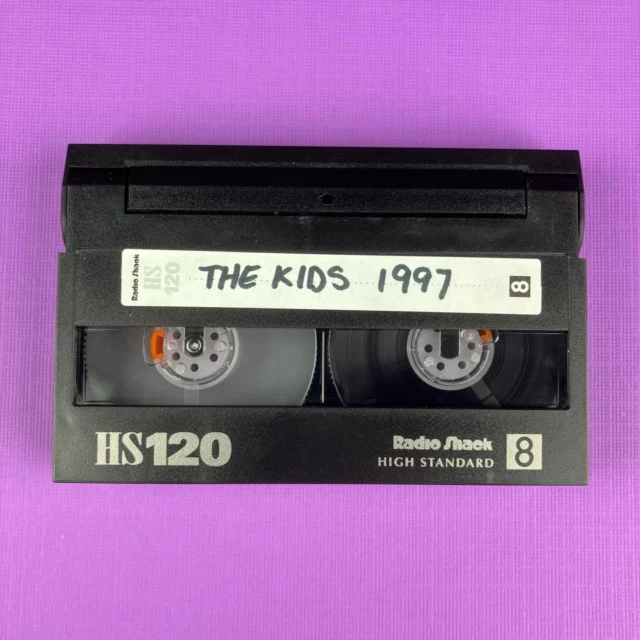 Radio Shack
HS
120
THE KIDS 1997
8
HS120
Radio Shack
HIGH STANDARD
8